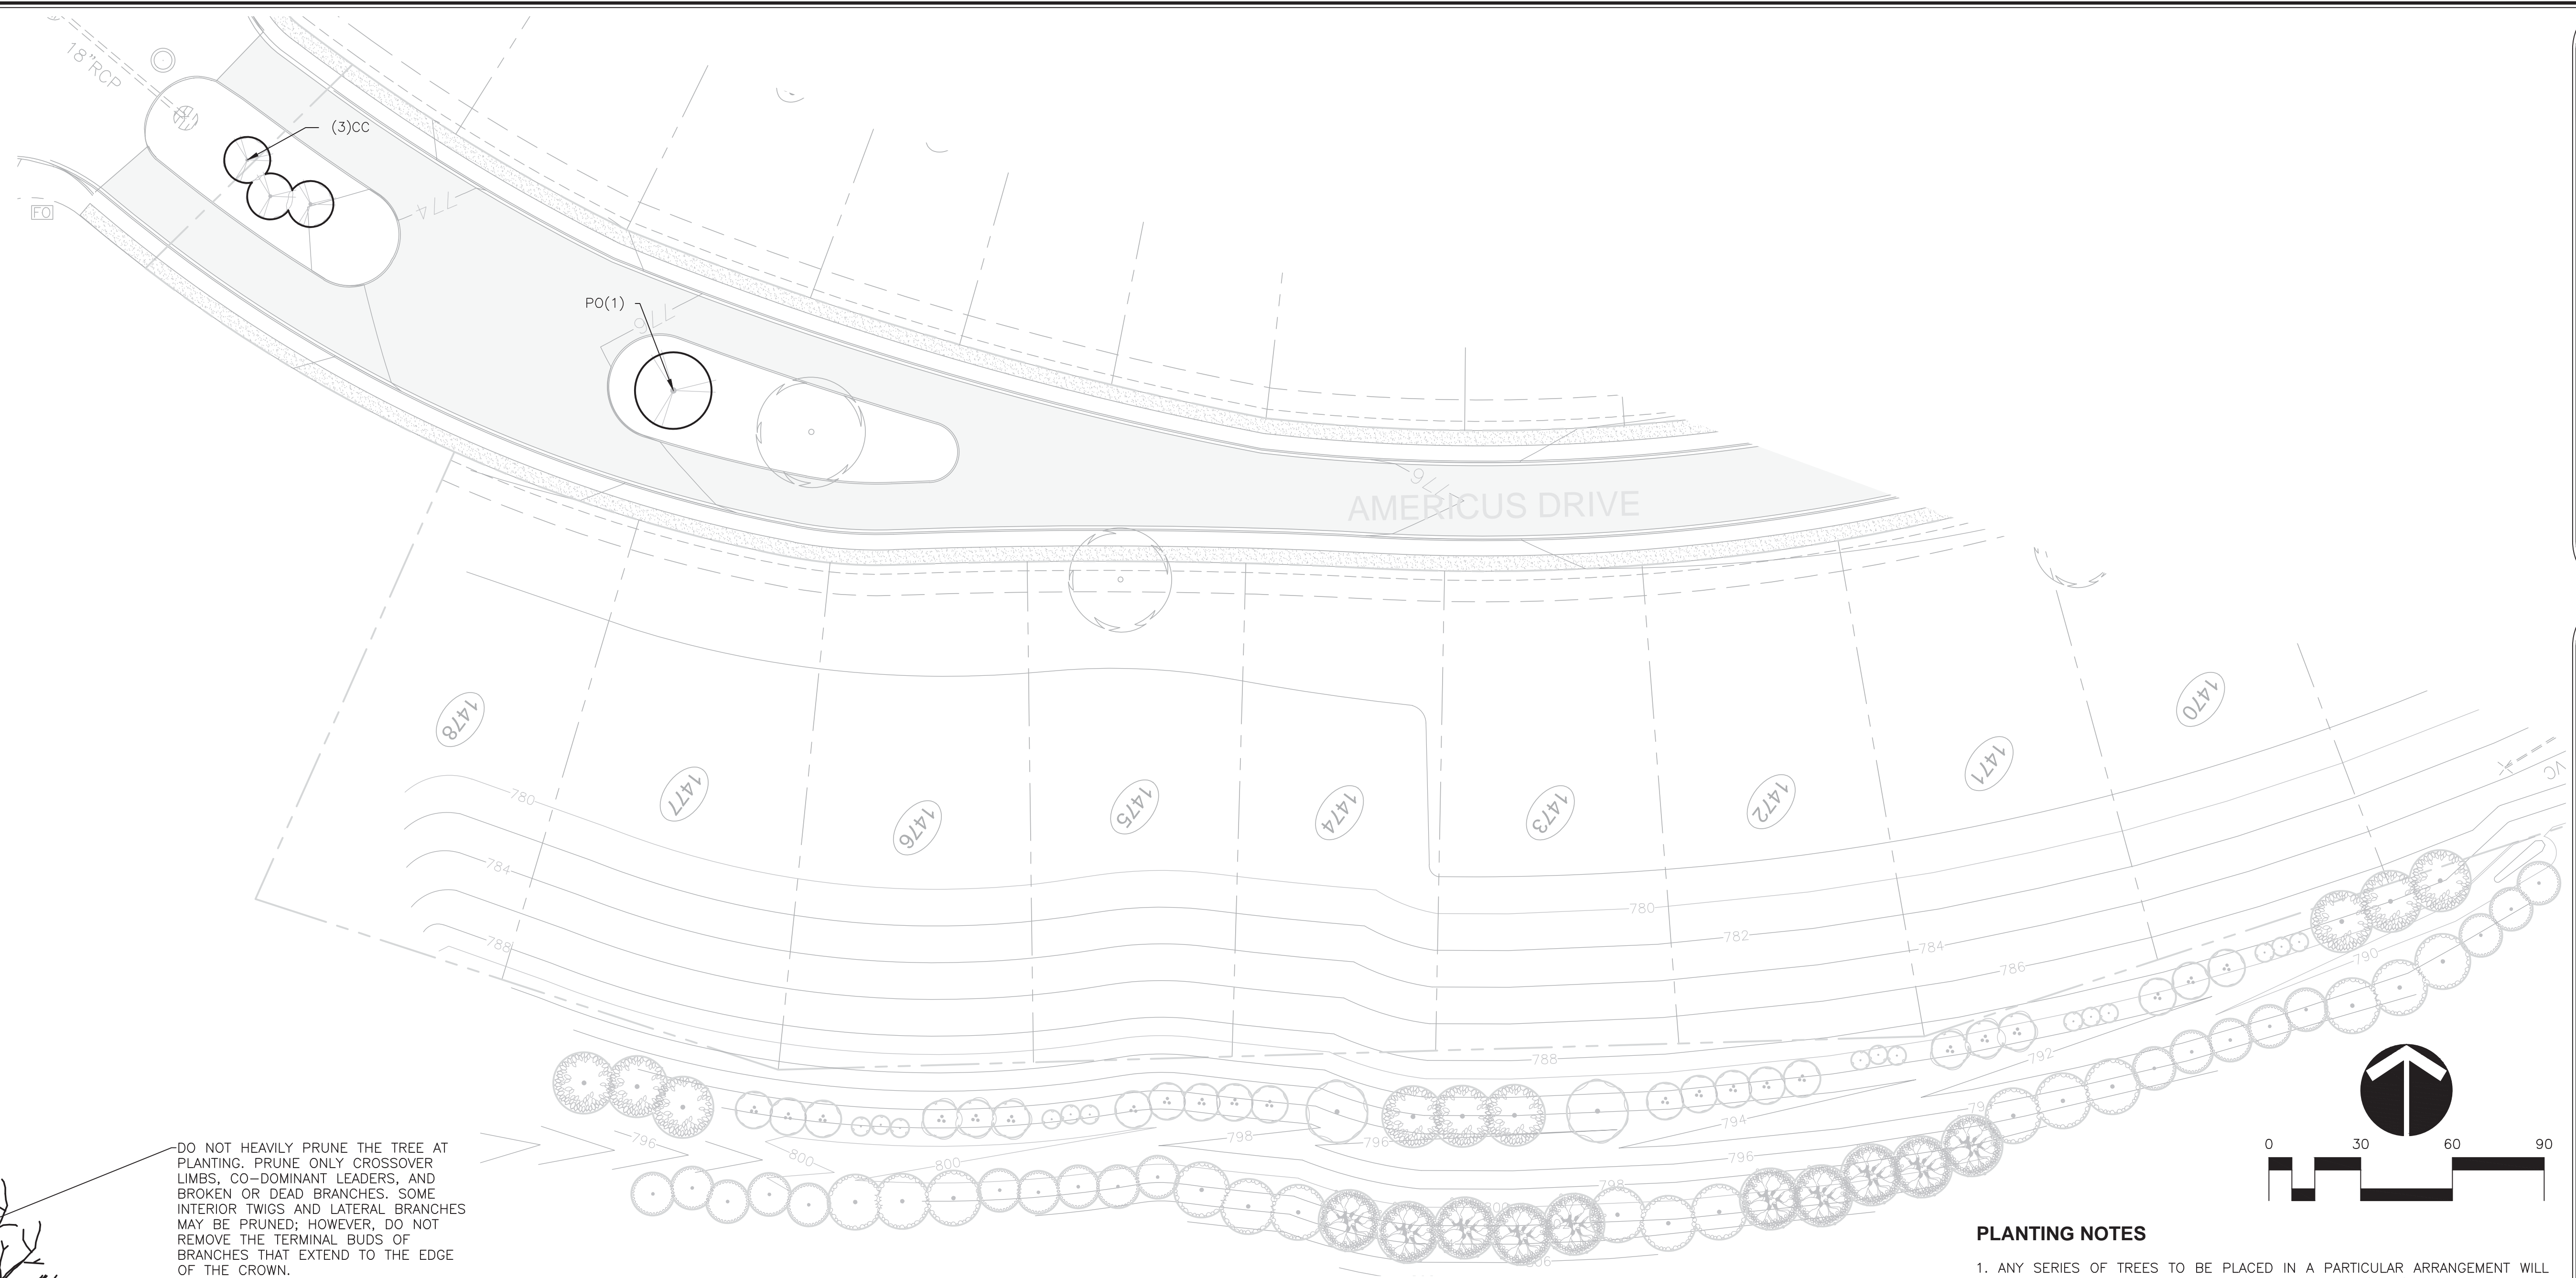 18"RCP
(3)CC
774
FO
PO(1)
776
776
AMERICUS DRIVE
1478
1477
1476
1475
1474
1473
1472
1471
1470
780
784
788
780
782
784
786
790
788
792
794
796
798
796
796
798
800
800
VC
0 30 60 90
DO NOT HEAVILY PRUNE THE TREE AT
PLANTING. PRUNE ONLY CROSSOVER
LIMBS, CO-DOMINANT LEADERS, AND
BROKEN OR DEAD BRANCHES. SOME
INTERIOR TWIGS AND LATERAL BRANCHES
MAY BE PRUNED; HOWEVER, DO NOT
REMOVE THE TERMINAL BUDS OF
BRANCHES THAT EXTEND TO THE EDGE
OF THE CROWN.
PLANTING NOTES
1. ANY SERIES OF TREES TO BE PLACED IN A PARTICULAR ARRANGEMENT WILL